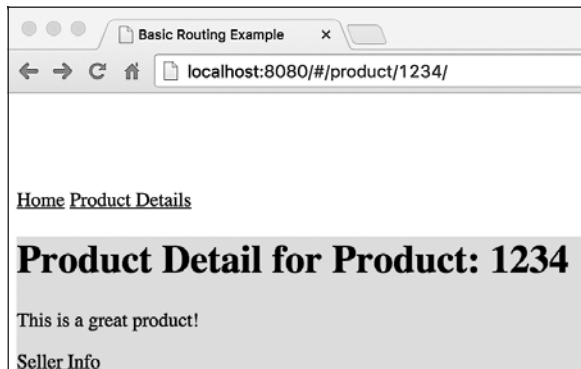 Basic Routing Example
localhost:8080/#/product/1234/
Home Product Details
Product Detail for Product: 1234
This is a great product!
Seller Info